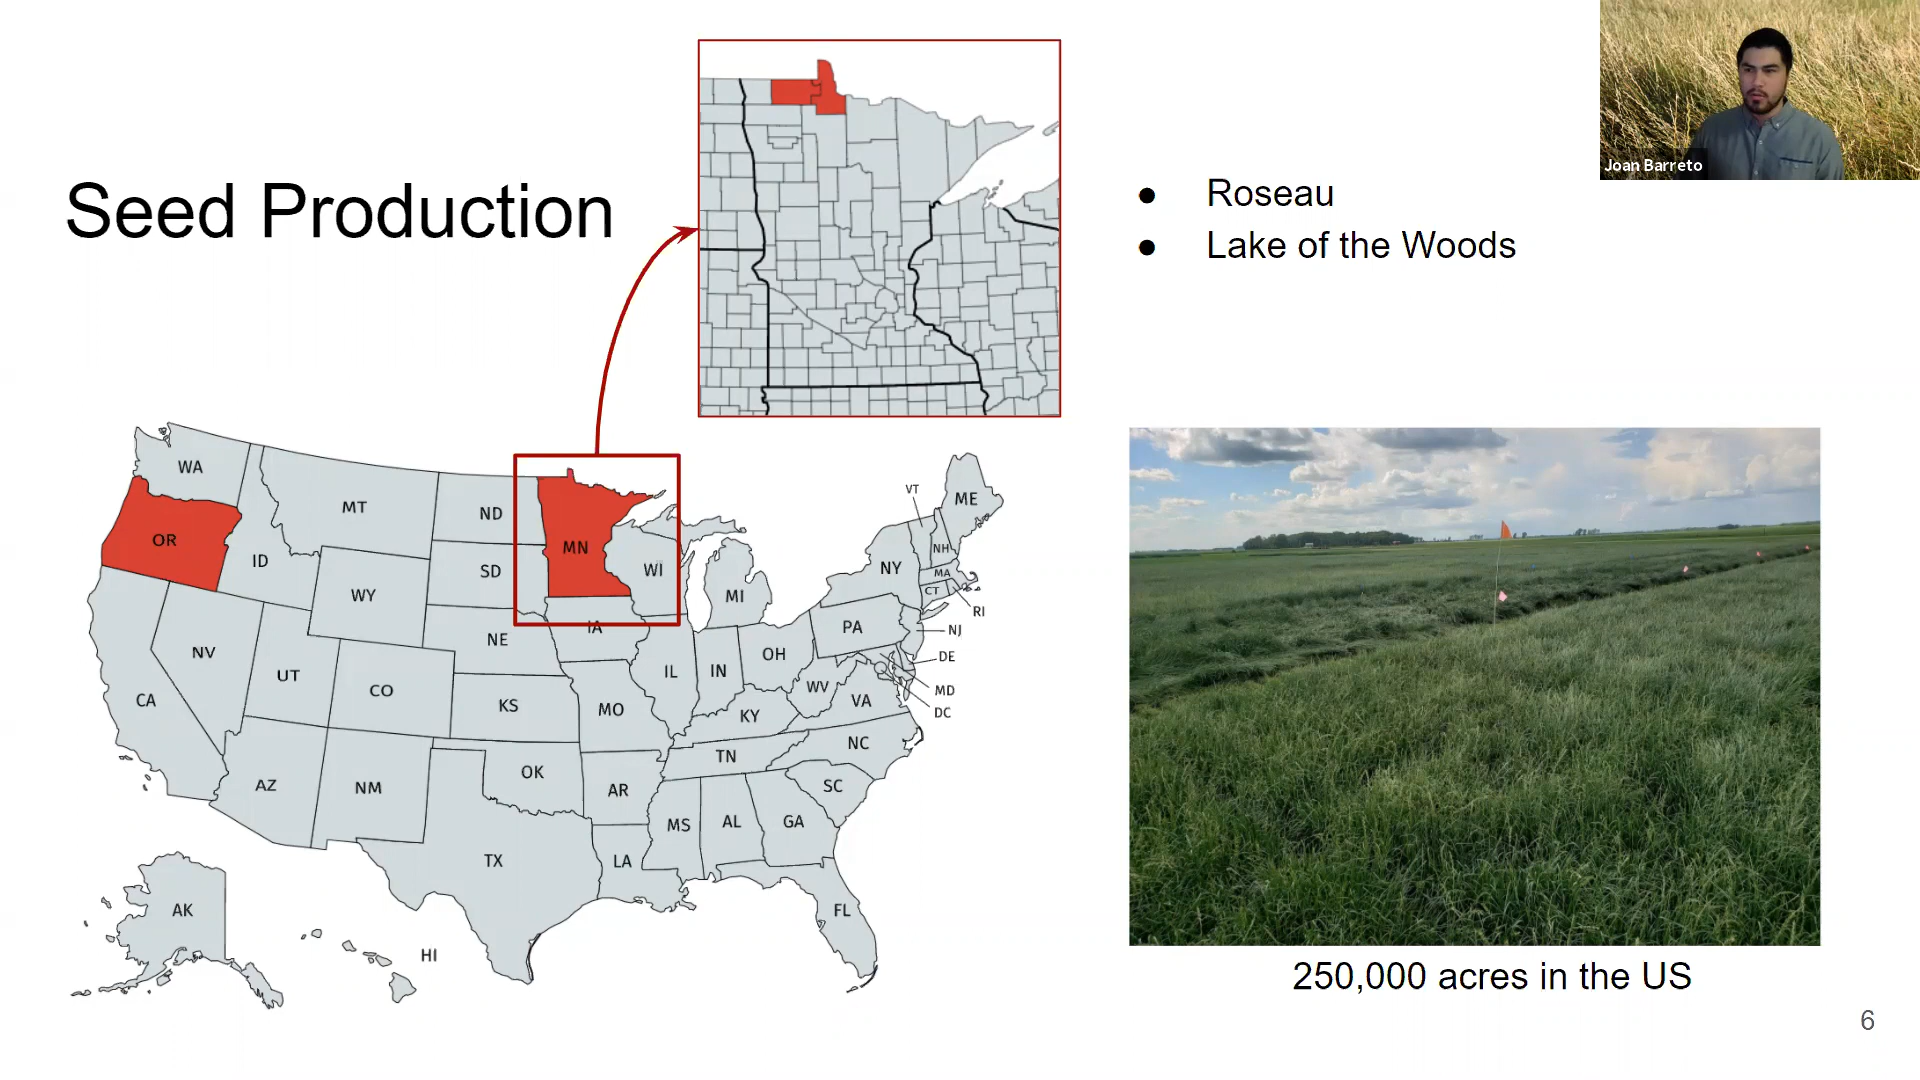 Seed Production
● Roseau
● Lake of the Woods
Joan Barreto
WA
OR
MT
ND
MN
ID
SD
WI
WY
MI
NE
IA
NV
UT
CO
CA
KS
MO
IL
IN
OH
PA
NY
VT
NH
ME
MA
CT
RI
NJ
DE
MD
DC
WV
VA
KY
NC
TN
SC
AZ
NM
OK
AR
MS
AL
GA
TX
LA
FL
AK
HI
250,000 acres in the US
6